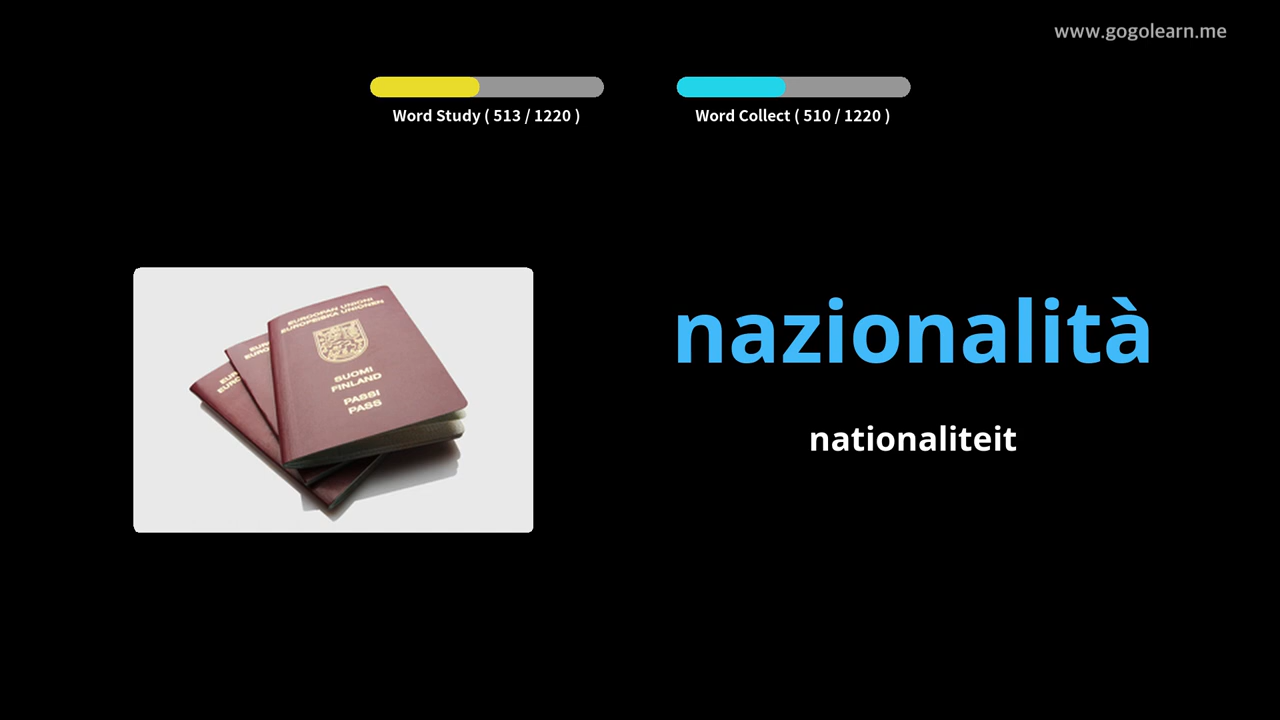 www.gogolearn.me
Word Study ( 513 / 1220 )
Word Collect ( 510 / 1220 )
EUROOPAN UNIONI
EUROPEISKA UNIONEN
SUOMI
FINLAND
PASSI
PASS
nazionalità
nationaliteit